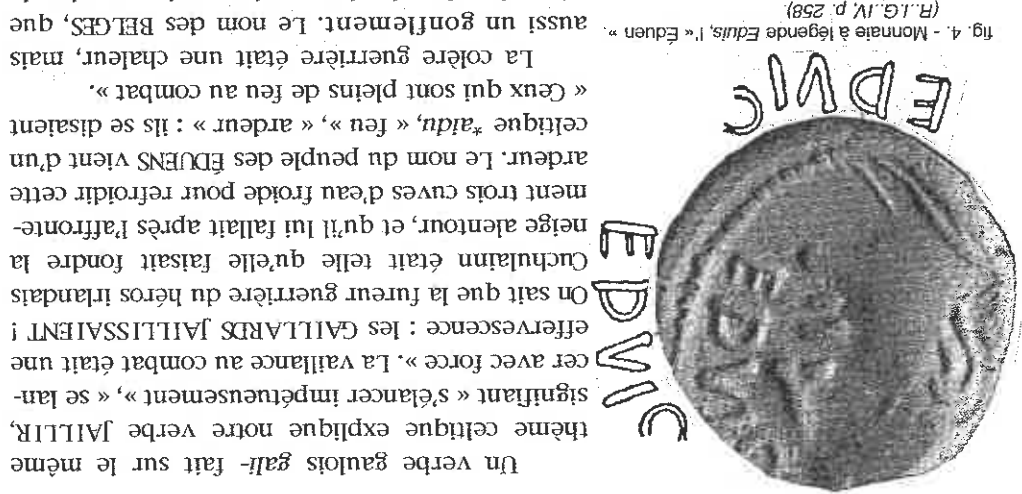 Un verbe gaulois gali- fait sur le même
thème celtique explique notre verbe JAILLIR,
signifiant « s'élancer impétueusement », « se lan-
cer avec force ». La vaillance au combat était une
effervescence : les GAILLARDS JAILLISSAIENT !
On sait que la fureur guerrière du héros irlandais
Cuchulainn était telle qu'elle faisait fondre la
neige alentour, et qu'il lui fallait après l'affronte-
ment trois cuves d'eau froide pour refroidir cette
ardeur. Le nom du peuple des ÉDUENS vient d'un
celtique *aidu, « feu », « ardeur » : ils se disaient
« Ceux qui sont pleins de feu au combat ».
La colère guerrière était une chaleur, mais
aussi un gonflement. Le nom des BELGES, que
EDVIC
EDVIC
fig. 4. - Monnaie à légende Eduis, l'« Éduen ».
(R.I.G. IV, p. 258)